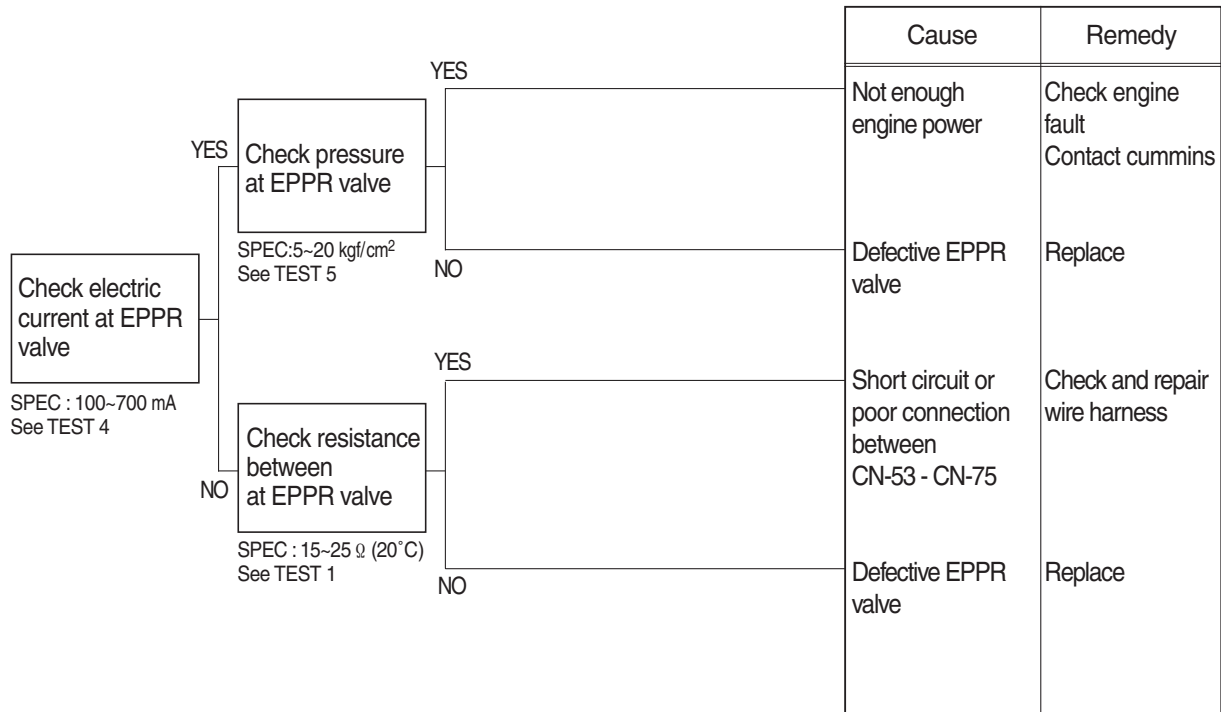 Cause
Remedy
YES
Not enough
engine power
Check engine
fault
Contact cummins
YES
Check pressure
at EPPR valve
SPEC:5~20 kgf/cm²
See TEST 5
NO
Defective EPPR
valve
Replace
Check electric
current at EPPR
valve
SPEC : 100~700 mA
See TEST 4
YES
Short circuit or
poor connection
between
CN-53 - CN-75
Check and repair
wire harness
NO
Check resistance
between
at EPPR valve
SPEC : 15~25 Ω (20˚C)
See TEST 1
NO
Defective EPPR
valve
Replace